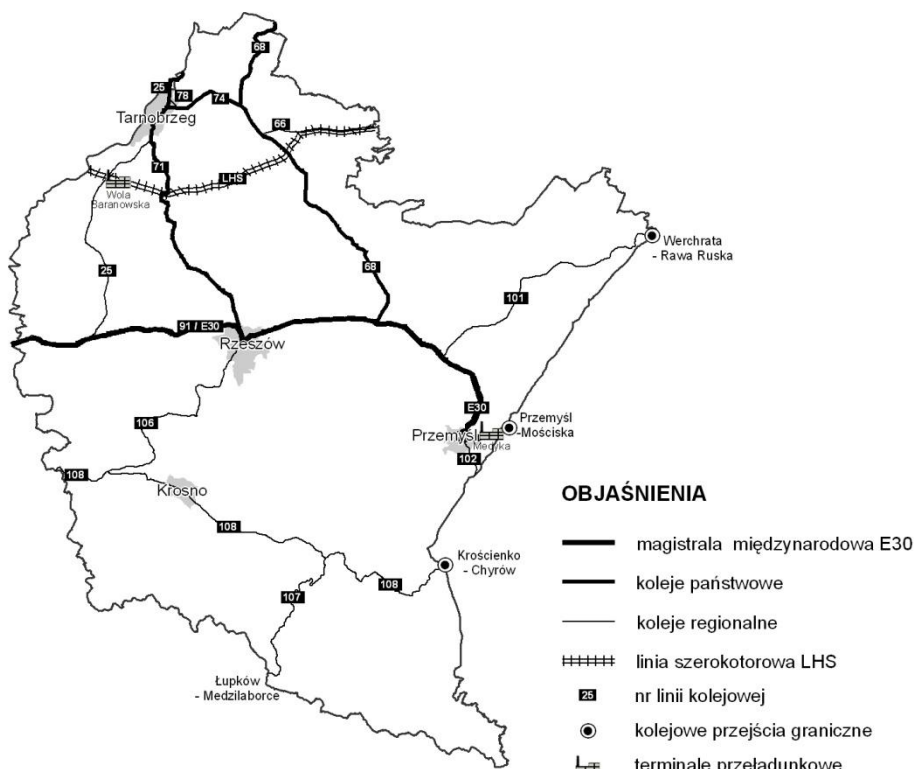 68
25
78
74
Tarnobrzeg
66
71
LHS
Wola
Baranowska
Werchrata
- Rawa Ruska
25
68
101
91 / E30
Rzeszów
E30
106
Przemyśl
Medyka
Przemyśl
-Mościska
102
108
Krosno
108
Krościenko
- Chyrów
108
107
Łupków
- Medzilaborce
OBJAŚNIENIA
magistrala międzynarodowa E30
koleje państwowe
koleje regionalne
linia szerokotorowa LHS
25 nr linii kolejowej
kolejowe przejścia graniczne
terminale przeładunkowe